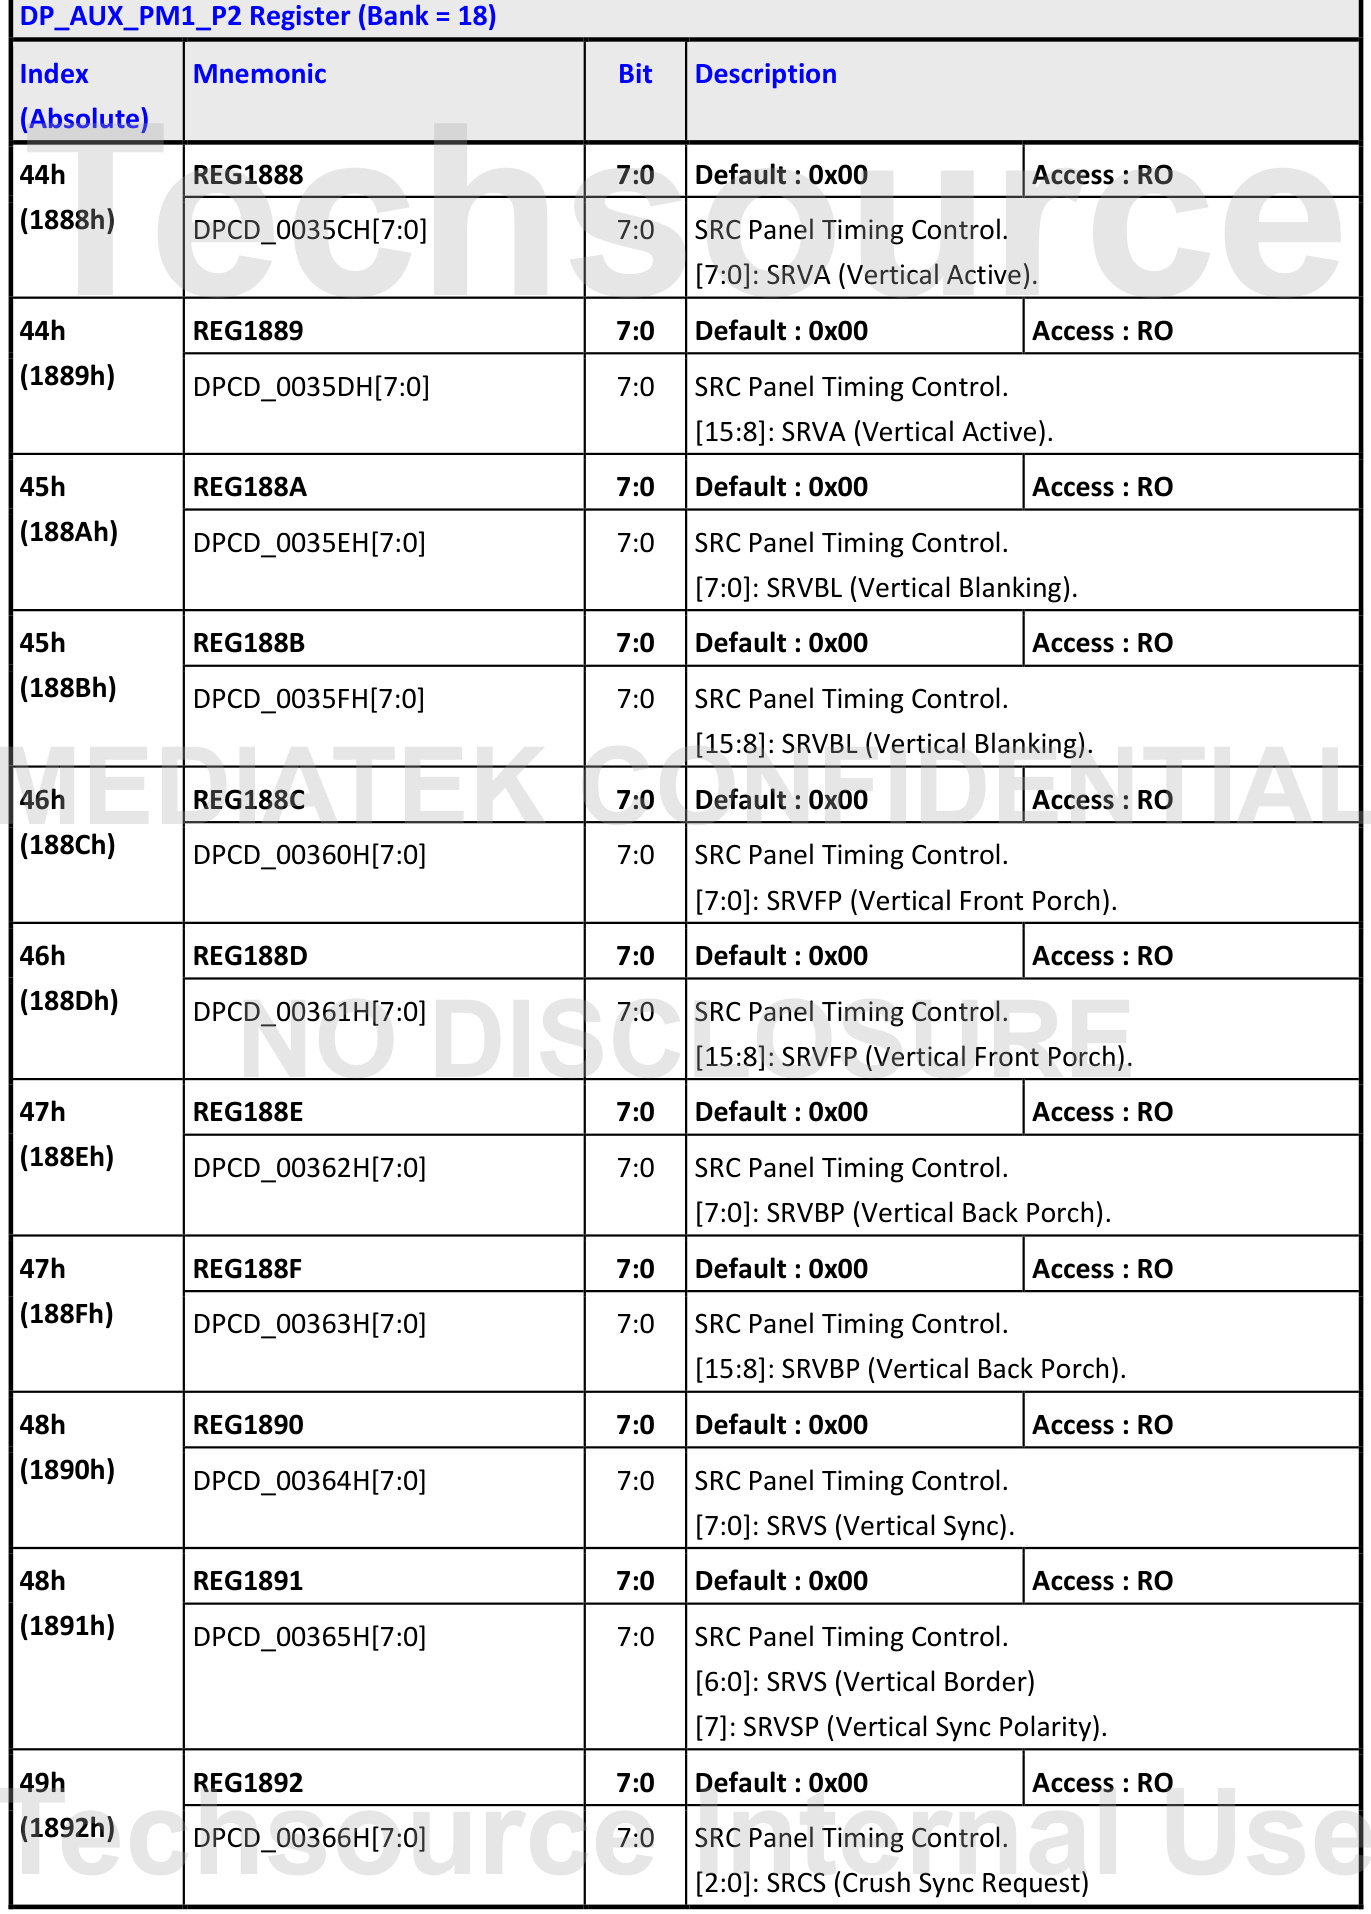 DP_AUX_PM1_P2 Register (Bank = 18)
Index (Absolute) Mnemonic Bit Description
44h (1888h) REG1888 7:0 Default : 0x00 Access : RO
DPCD_0035CH[7:0] 7:0 SRC Panel Timing Control.
[7:0]: SRVA (Vertical Active).
44h (1889h) REG1889 7:0 Default : 0x00 Access : RO
DPCD_0035DH[7:0] 7:0 SRC Panel Timing Control.
[15:8]: SRVA (Vertical Active).
45h (188Ah) REG188A 7:0 Default : 0x00 Access : RO
DPCD_0035EH[7:0] 7:0 SRC Panel Timing Control.
[7:0]: SRVBL (Vertical Blanking).
45h (188Bh) REG188B 7:0 Default : 0x00 Access : RO
DPCD_0035FH[7:0] 7:0 SRC Panel Timing Control.
[15:8]: SRVBL (Vertical Blanking).
46h (188Ch) REG188C 7:0 Default : 0x00 Access : RO
DPCD_00360H[7:0] 7:0 SRC Panel Timing Control.
[7:0]: SRVFP (Vertical Front Porch).
46h (188Dh) REG188D 7:0 Default : 0x00 Access : RO
DPCD_00361H[7:0] 7:0 SRC Panel Timing Control.
[15:8]: SRVFP (Vertical Front Porch).
47h (188Eh) REG188E 7:0 Default : 0x00 Access : RO
DPCD_00362H[7:0] 7:0 SRC Panel Timing Control.
[7:0]: SRVBP (Vertical Back Porch).
47h (188Fh) REG188F 7:0 Default : 0x00 Access : RO
DPCD_00363H[7:0] 7:0 SRC Panel Timing Control.
[15:8]: SRVBP (Vertical Back Porch).
48h (1890h) REG1890 7:0 Default : 0x00 Access : RO
DPCD_00364H[7:0] 7:0 SRC Panel Timing Control.
[7:0]: SRVS (Vertical Sync).
48h (1891h) REG1891 7:0 Default : 0x00 Access : RO
DPCD_00365H[7:0] 7:0 SRC Panel Timing Control.
[6:0]: SRVS (Vertical Border)
[7]: SRVSP (Vertical Sync Polarity).
49h (1892h) REG1892 7:0 Default : 0x00 Access : RO
DPCD_00366H[7:0] 7:0 SRC Panel Timing Control.
[2:0]: SRCS (Crush Sync Request)
Techsource
MEDIATEK CONFIDENTIAL
NO DISCLOSURE
Techsource Internal Use